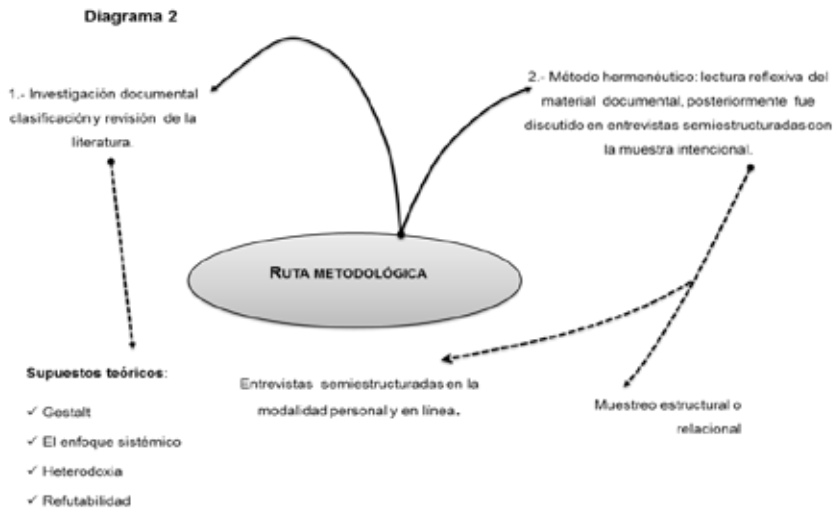 Diagrama 2
1.- Investigación documental
clasificación y revisión de la
literatura.
2.- Método hermenéutico: lectura reflexiva del
material documental, posteriormente fue
discutido en entrevistas semiestructuradas con
la muestra intencional.
RUTA METODOLÓGICA
Supuestos teóricos:
✓ Gestalt
✓ El enfoque sistémico
✓ Heterodoxia
✓ Refutabilidad
Entrevistas semiestructuradas en la
modalidad personal y en línea.
Muestreo estructural o
relacional